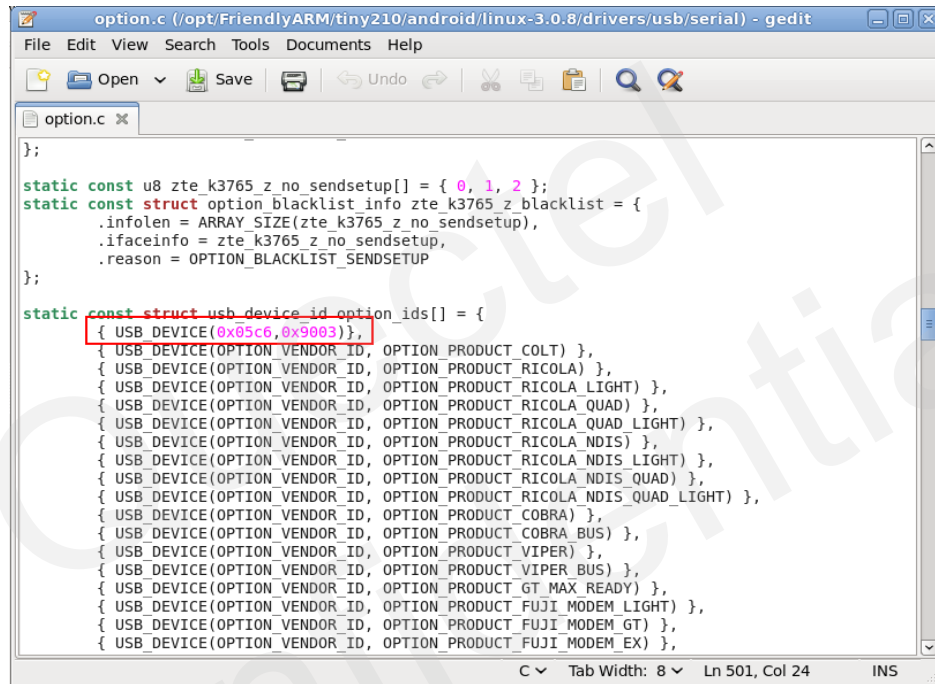 option.c (/opt/FriendlyARM/tiny210/android/linux-3.0.8/drivers/usb/serial) - gedit
File Edit View Search Tools Documents Help
Open Save Undo
option.c
};
static const u8 zte_k3765_z_no_sendsetup[] = { 0, 1, 2 };
static const struct option_blacklist_info zte_k3765_z_blacklist = {
.infolen = ARRAY_SIZE(zte_k3765_z_no_sendsetup),
.ifaceinfo = zte_k3765_z_no_sendsetup,
.reason = OPTION_BLACKLIST_SENDSETUP
};
static const struct usb_device_id option_ids[] = {
{ USB_DEVICE(0x05c6,0x9003)},
{ USB_DEVICE(OPTION_VENDOR_ID, OPTION_PRODUCT_COLT) },
{ USB_DEVICE(OPTION_VENDOR_ID, OPTION_PRODUCT_RICOLA) },
{ USB_DEVICE(OPTION_VENDOR_ID, OPTION_PRODUCT_RICOLA_LIGHT) },
{ USB_DEVICE(OPTION_VENDOR_ID, OPTION_PRODUCT_RICOLA_QUAD) },
{ USB_DEVICE(OPTION_VENDOR_ID, OPTION_PRODUCT_RICOLA_QUAD_LIGHT) },
{ USB_DEVICE(OPTION_VENDOR_ID, OPTION_PRODUCT_RICOLA_NDIS) },
{ USB_DEVICE(OPTION_VENDOR_ID, OPTION_PRODUCT_RICOLA_NDIS_LIGHT) },
{ USB_DEVICE(OPTION_VENDOR_ID, OPTION_PRODUCT_RICOLA_NDIS_QUAD) },
{ USB_DEVICE(OPTION_VENDOR_ID, OPTION_PRODUCT_RICOLA_NDIS_QUAD_LIGHT) },
{ USB_DEVICE(OPTION_VENDOR_ID, OPTION_PRODUCT_COBRA) },
{ USB_DEVICE(OPTION_VENDOR_ID, OPTION_PRODUCT_COBRA_BUS) },
{ USB_DEVICE(OPTION_VENDOR_ID, OPTION_PRODUCT_VIPER) },
{ USB_DEVICE(OPTION_VENDOR_ID, OPTION_PRODUCT_VIPER_BUS) },
{ USB_DEVICE(OPTION_VENDOR_ID, OPTION_PRODUCT_GT_MAX_READY) },
{ USB_DEVICE(OPTION_VENDOR_ID, OPTION_PRODUCT_FUJI_MODEM_LIGHT) },
{ USB_DEVICE(OPTION_VENDOR_ID, OPTION_PRODUCT_FUJI_MODEM_GT) },
{ USB_DEVICE(OPTION_VENDOR_ID, OPTION_PRODUCT_FUJI_MODEM_EX) },
C Tab Width: 8 Ln 501, Col 24 INS